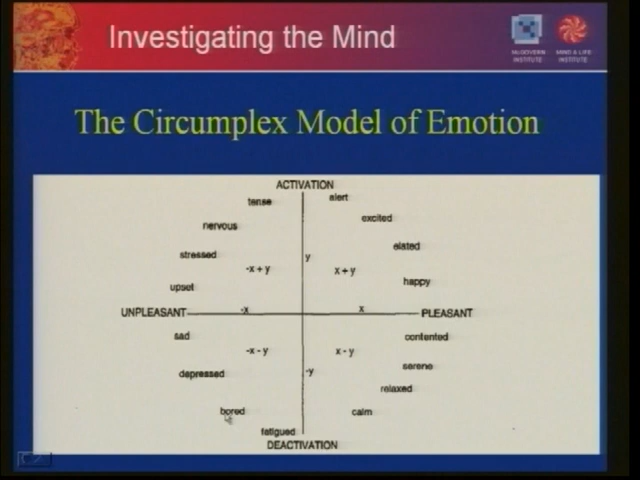 Investigating the Mind
McGOVERN INSTITUTE
MIND & LIFE INSTITUTE
The Circumplex Model of Emotion
ACTIVATION
tense
alert
excited
nervous
elated
stressed
y
-x + y
x + y
happy
upset
UNPLEASANT
-x
x
PLEASANT
sad
contented
-x - y
x - y
serene
depressed
-y
relaxed
bored
calm
fatigued
DEACTIVATION